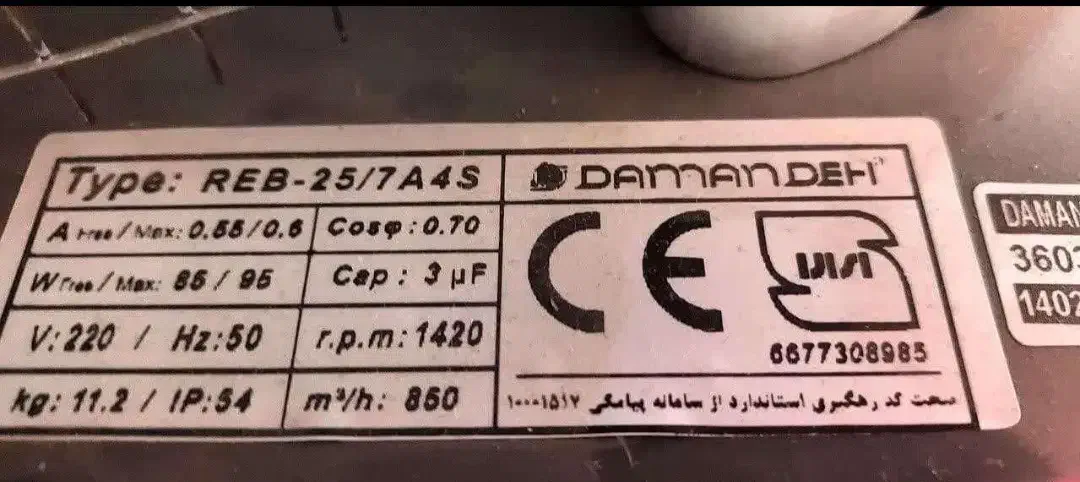 Type: REB-25/7A4S
DAMANDEH
A Free/Max: 0.55/0.6
Cosφ: 0.70
W Free/Max: 85 / 95
Cap : 3 µF
V: 220 / Hz: 50
r.p.m: 1420
kg: 11.2 / IP: 54
m³/h: 850
CE
ISIRI
6677308985
صحت کد رهگیری استاندارد از سامانه پیامکی ۱۰۰۰۱۵۱۷
DAMAN
3603
1402